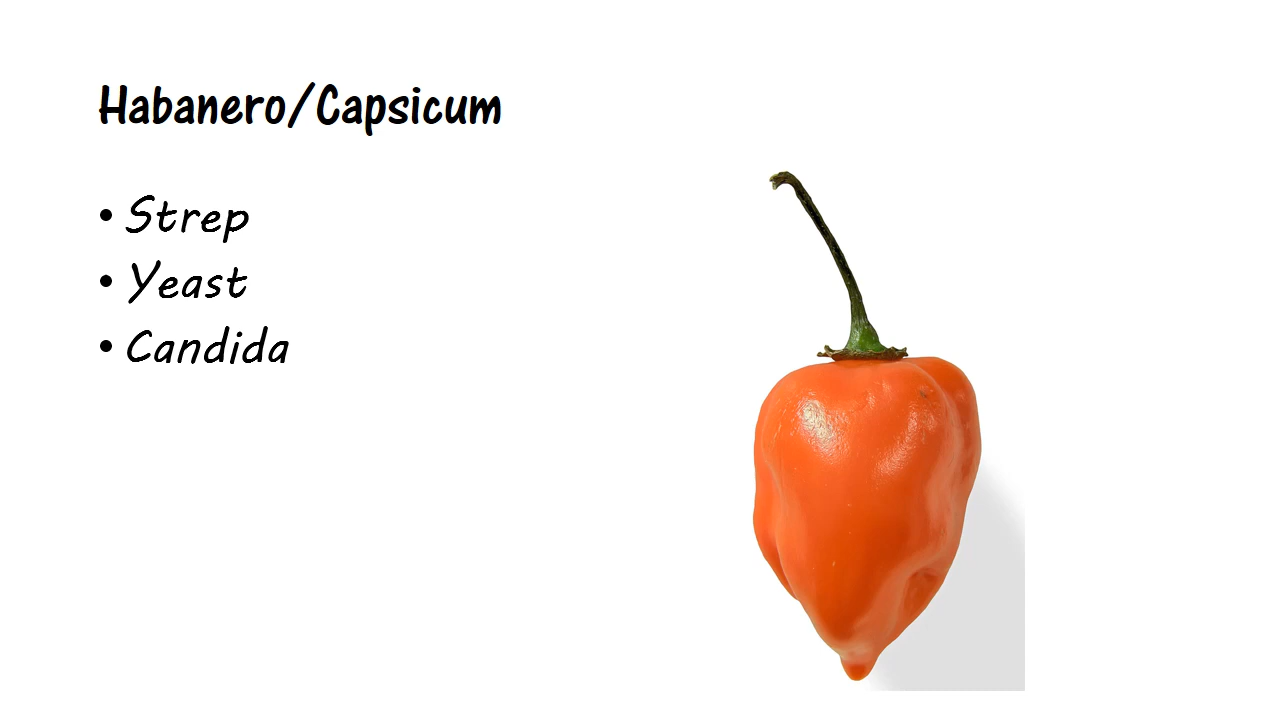 Habanero/Capsicum
• Strep
• Yeast
• Candida